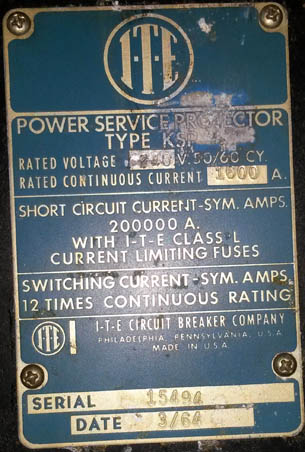 I-T-E
POWER SERVICE PROTECTOR
TYPE
RATED VOLTAGE V. 50/60 CY.
RATED CONTINUOUS CURRENT 1600 A.
SHORT CIRCUIT CURRENT-SYM. AMPS.
200000 A.
WITH I-T-E CLASS L
CURRENT LIMITING FUSES
SWITCHING CURRENT-SYM. AMPS.
12 TIMES CONTINUOUS RATING
I-T-E I-T-E CIRCUIT BREAKER COMPANY
PHILADELPHIA, PENNSYLVANIA, U.S.A.
MADE IN U.S.A.
SERIAL 15494
DATE 3/64